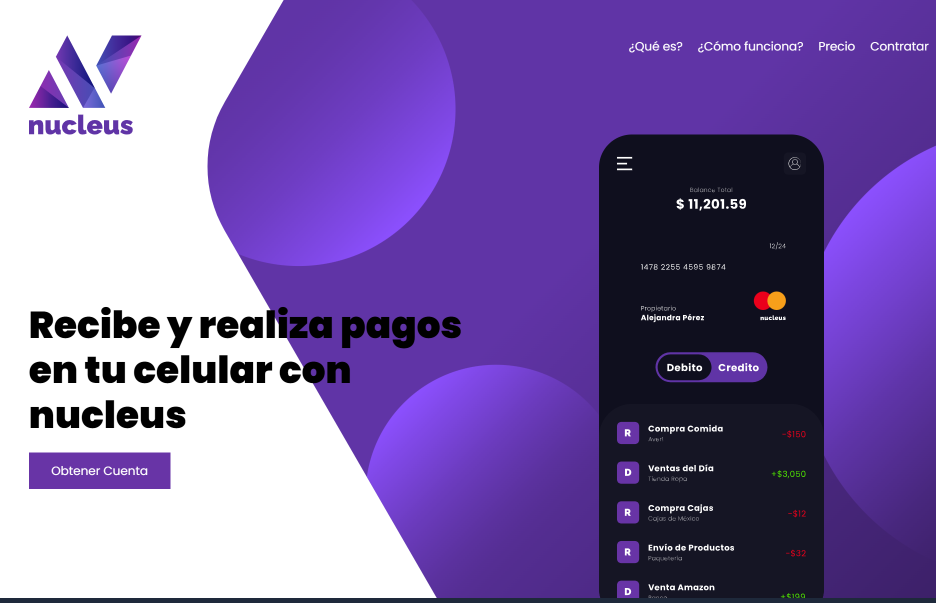 ¿Qué es? ¿Cómo funciona? Precio Contratar
nucleus
Balance Total
$ 11,201.59
12/24
1478 2255 4595 9874
Propietario
Alejandra Pérez
nucleus
Debito Credito
Recibe y realiza pagos
en tu celular con
nucleus
Obtener Cuenta
R Compra Comida -$150
Aver!
D Ventas del Día +$3,050
Tienda Ropa
R Compra Cajas -$12
Cajas de México
R Envío de Productos -$32
Paquetería
D Venta Amazon +$199